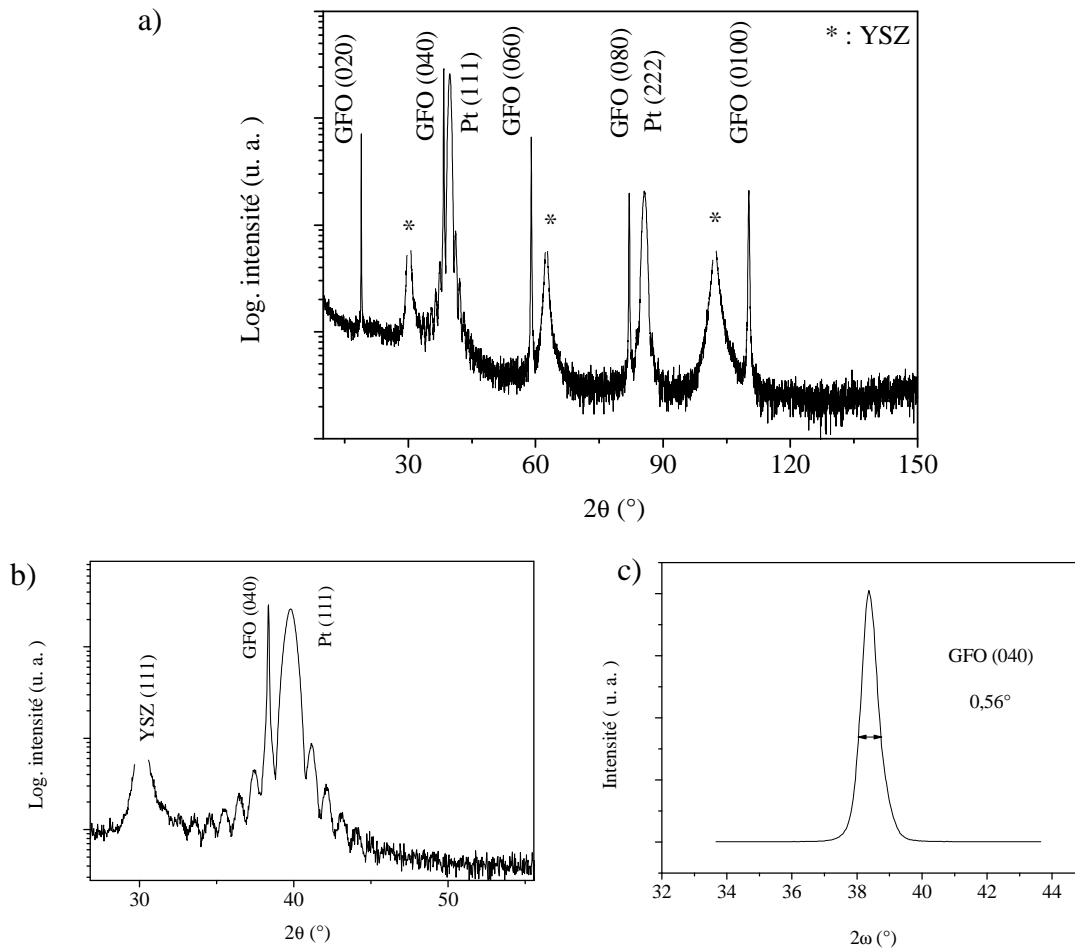 a)
* : YSZ
GFO (020)
GFO (040)
Pt (111)
GFO (060)
GFO (080)
Pt (222)
GFO (0100)
*
*
*
Log. intensité (u. a.)
30
60
90
120
150
2θ (°)
b)
GFO (040)
Pt (111)
YSZ (111)
Log. intensité (u. a. )
30
40
50
2θ (°)
c)
GFO (040)
0,56°
Intensité ( u. a. )
32
34
36
38
40
42
44
2ω (°)